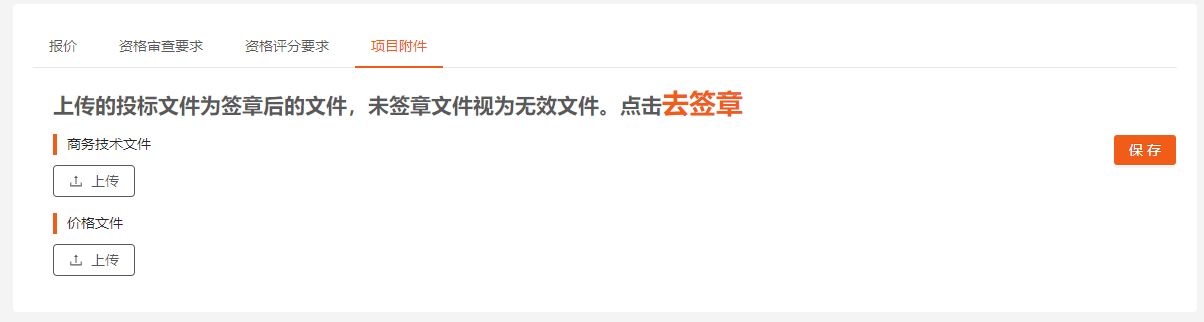 报价 资格审查要求 资格评分要求 项目附件
上传的投标文件为签章后的文件，未签章文件视为无效文件。点击去签章
商务技术文件
保 存
上传
价格文件
上传